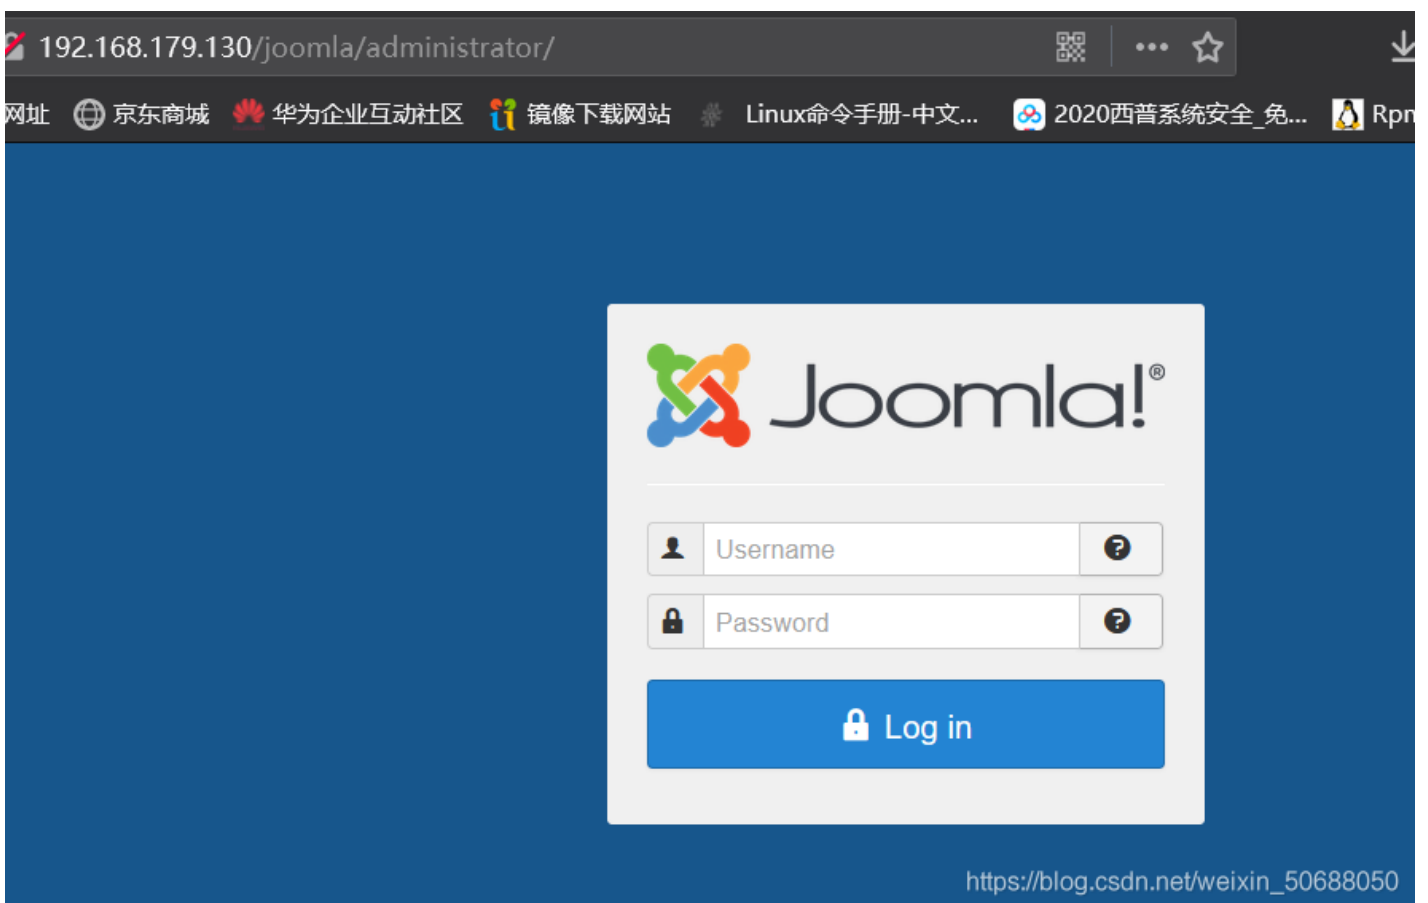 192.168.179.130/joomla/administrator/
网址 京东商城 华为企业互动社区 镜像下载网站 Linux命令手册-中文... 2020西普系统安全_免... Rpm
Joomla!®
Username
Password
Log in
https://blog.csdn.net/weixin_50688050